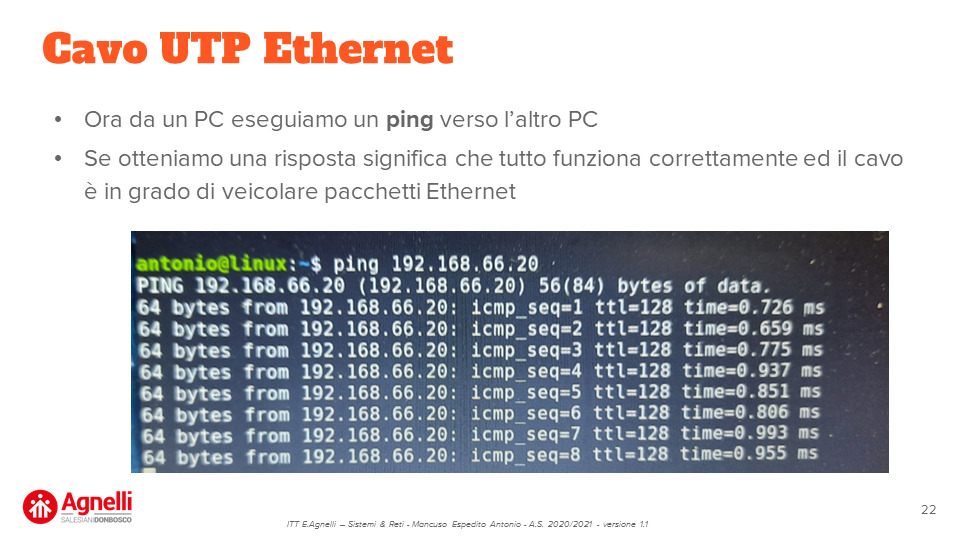 Cavo UTP Ethernet
• Ora da un PC eseguiamo un ping verso l’altro PC
• Se otteniamo una risposta significa che tutto funziona correttamente ed il cavo
è in grado di veicolare pacchetti Ethernet
antonio@linux:~$ ping 192.168.66.20
PING 192.168.66.20 (192.168.66.20) 56(84) bytes of data.
64 bytes from 192.168.66.20: icmp_seq=1 ttl=128 time=0.726 ms
64 bytes from 192.168.66.20: icmp_seq=2 ttl=128 time=0.659 ms
64 bytes from 192.168.66.20: icmp_seq=3 ttl=128 time=0.775 ms
64 bytes from 192.168.66.20: icmp_seq=4 ttl=128 time=0.937 ms
64 bytes from 192.168.66.20: icmp_seq=5 ttl=128 time=0.851 ms
64 bytes from 192.168.66.20: icmp_seq=6 ttl=128 time=0.806 ms
64 bytes from 192.168.66.20: icmp_seq=7 ttl=128 time=0.993 ms
64 bytes from 192.168.66.20: icmp_seq=8 ttl=128 time=0.955 ms
Agnelli
SALESIANI DONBOSCO
ITT E.Agnelli – Sistemi & Reti - Mancuso Espedito Antonio - A.S. 2020/2021 - versione 1.1
22